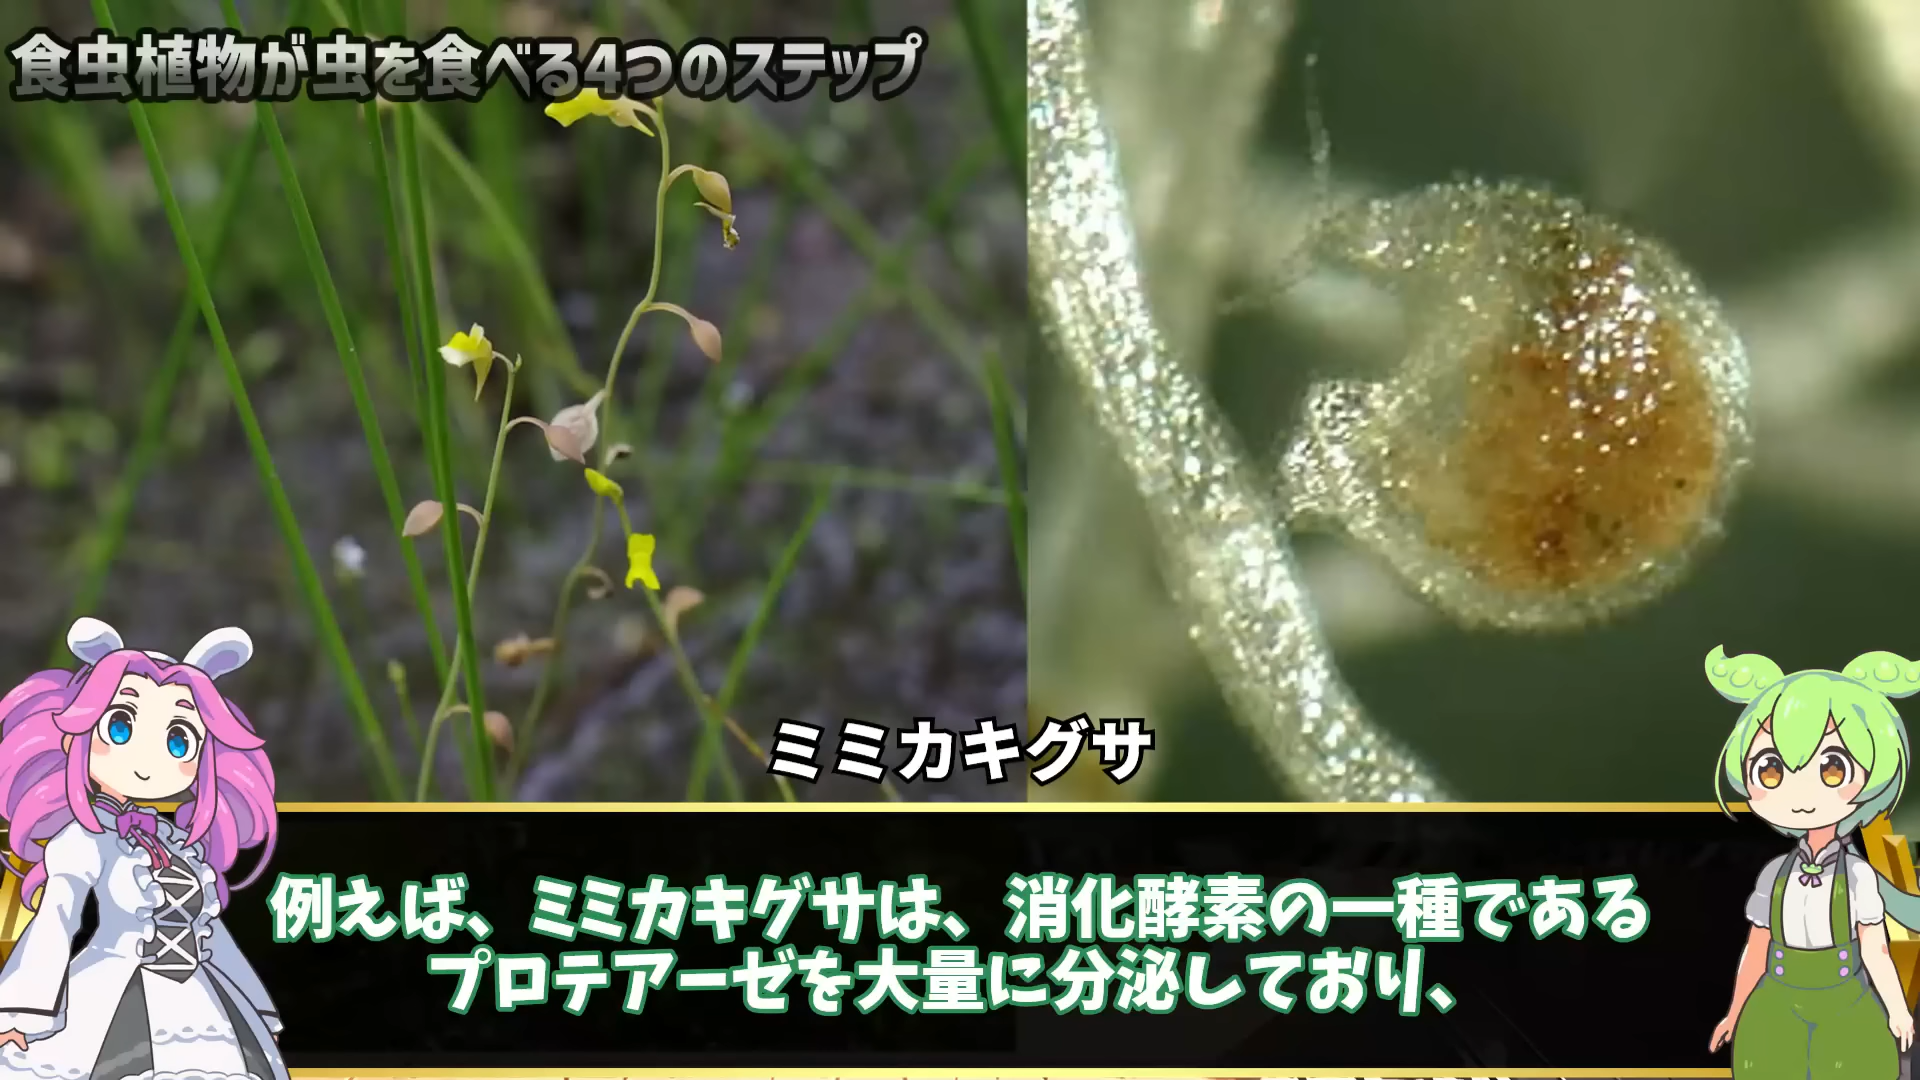 食虫植物が虫を食べる4つのステップ
ミミカキグサ
例えば、ミミカキグサは、消化酵素の一種である
プロテアーゼを大量に分泌しており、